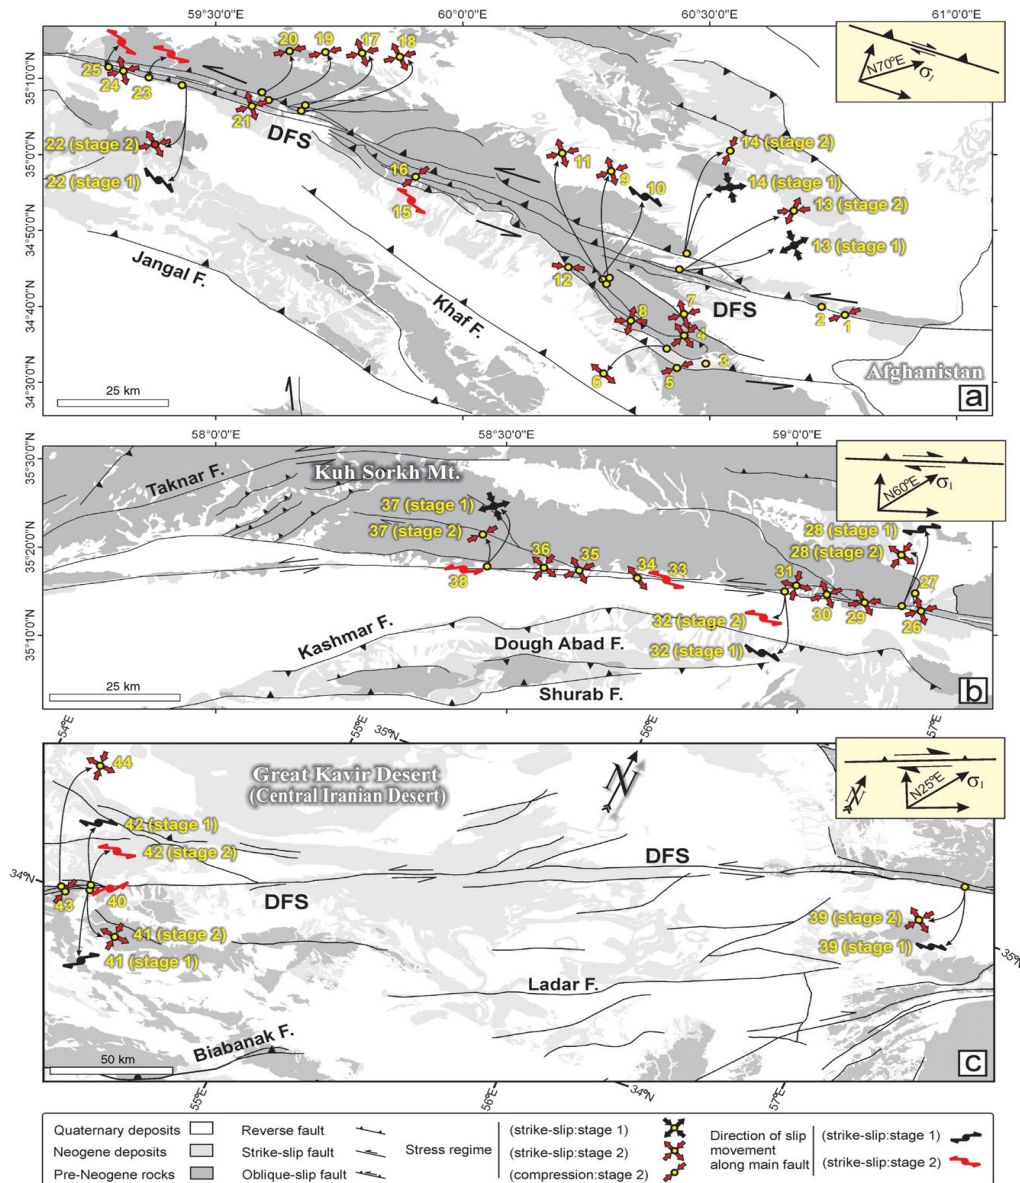 59°30'0"E 60°00'0"E 60°30'0"E 61°0'0"E
35°10'0"N
35°00'0"N
34°50'0"N
34°40'0"N
34°30'0"N
20 19 17 18
25
24
23
21
DFS
22 (stage 2)
22 (stage 1)
16
15
11
9
10
14 (stage 2)
14 (stage 1)
13 (stage 2)
13 (stage 1)
N70°E
σ1
Jangal F.
Khaf F.
12
8
7
4
DFS
2 1
3
6
5
Afghanistan
25 km
a
58°0'0"E 58°30'0"E 59°0'0"E
35°30'0"N
35°20'0"N
35°10'0"N
Taknar F.
Kuh Sorkh Mt.
37 (stage 1)
37 (stage 2)
38
36
35
34
33
31
30
29
28 (stage 1)
28 (stage 2)
27
26
N60°E
σ1
32 (stage 2)
32 (stage 1)
Kashmar F.
Dough Abad F.
Shurab F.
25 km
b
54°E 55°E 35°N 56°E 57°E
44
Great Kavir Desert
(Central Iranian Desert)
N
N
N25°E
σ1
42 (stage 1)
42 (stage 2)
34°N
43
40
DFS
DFS
41 (stage 2)
41 (stage 1)
39 (stage 2)
39 (stage 1)
35°N
Ladar F.
Biabanak F.
50 km
c
55°E 56°E 34°N 57°E
Quaternary deposits
Neogene deposits
Pre-Neogene rocks
Reverse fault
Strike-slip fault
Oblique-slip fault
Stress regime
(strike-slip:stage 1)
(strike-slip:stage 2)
(compression:stage 2)
Direction of slip
movement
along main fault
(strike-slip:stage 1)
(strike-slip:stage 2)